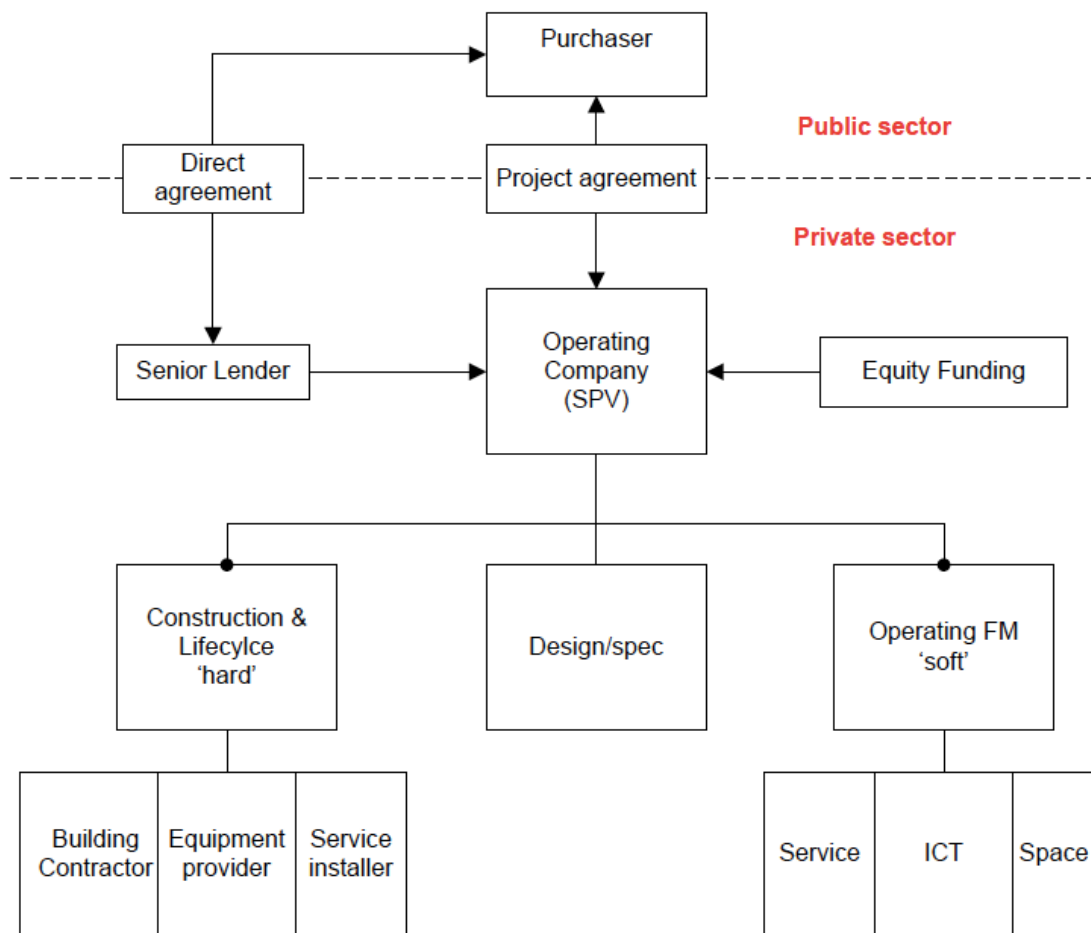 Purchaser
Public sector
Direct
agreement
Project agreement
Private sector
Senior Lender
Operating
Company
(SPV)
Equity Funding
Construction &
Lifecylce
‘hard’
Design/spec
Operating FM
‘soft’
Building
Contractor
Equipment
provider
Service
installer
Service
ICT
Space